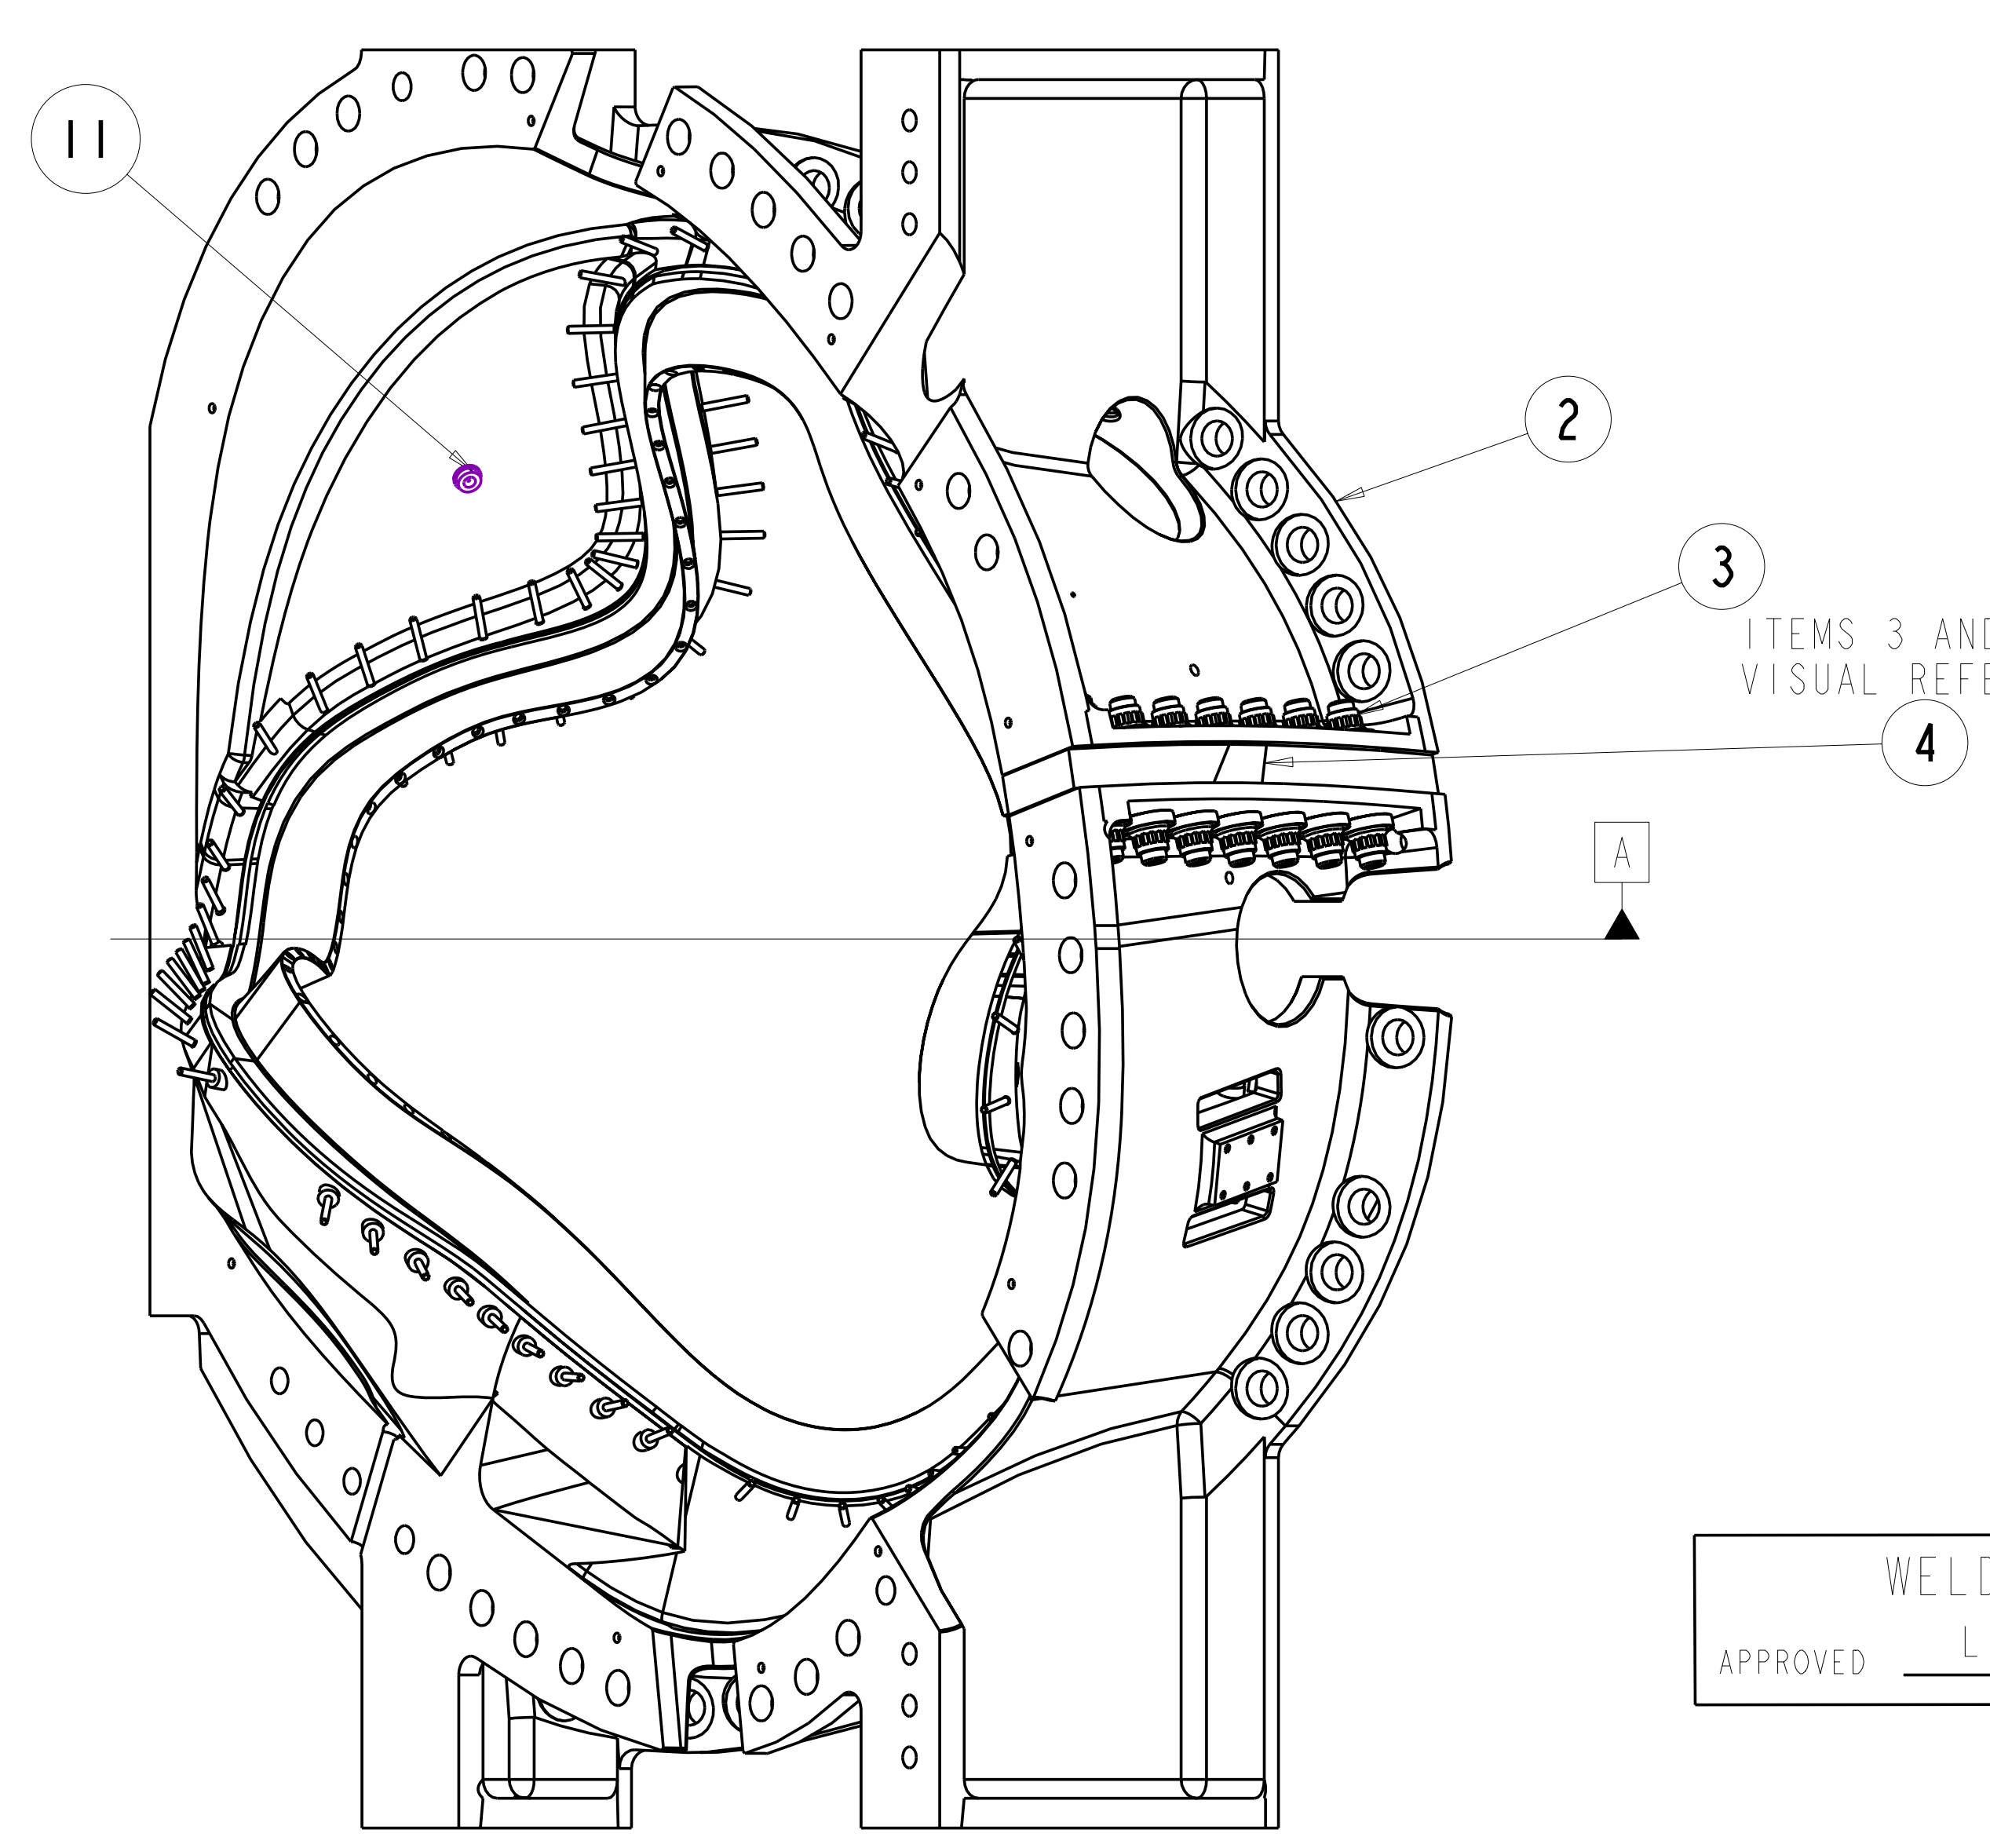 11
2
3
ITEMS 3 AND
VISUAL REFE
4
A
WELD
L
APPROVED